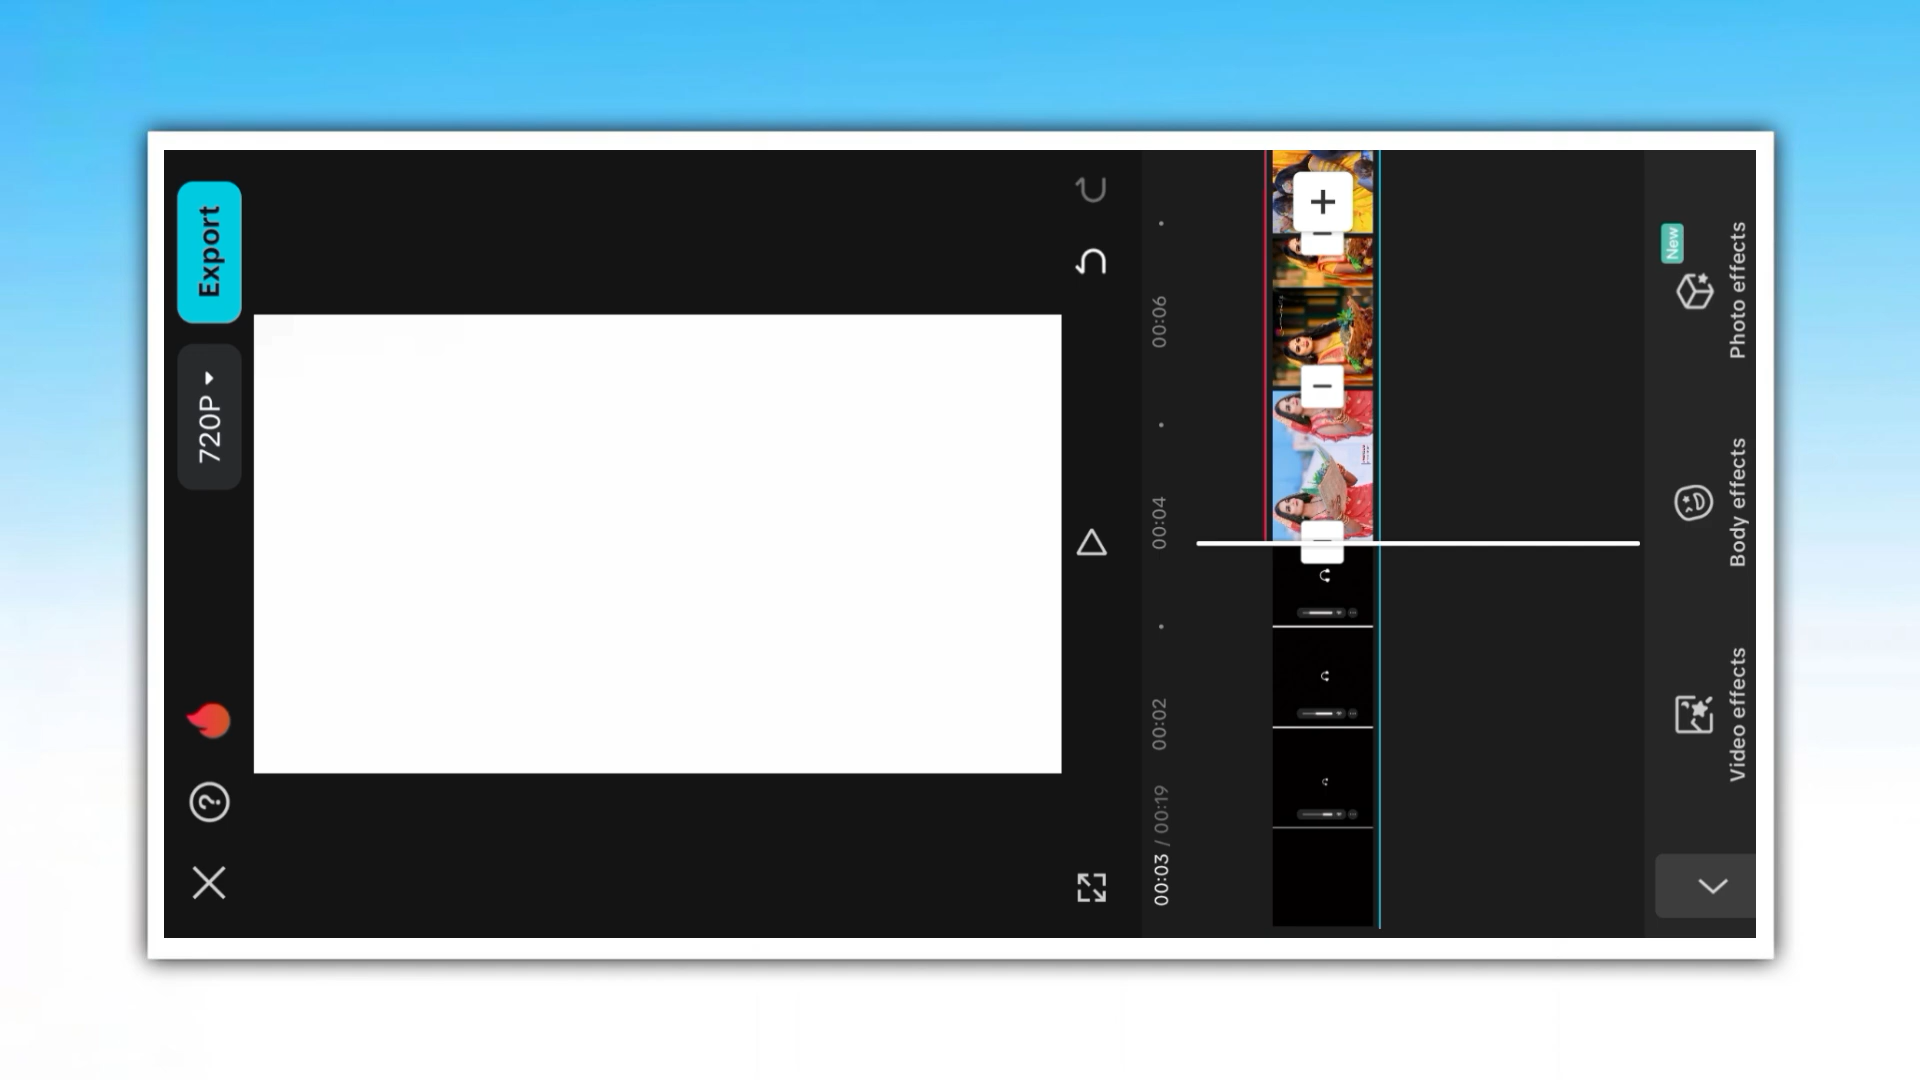 720P
Export
00:03 / 00:19
00:02
00:04
00:06
Video effects
Body effects
Photo effects
New